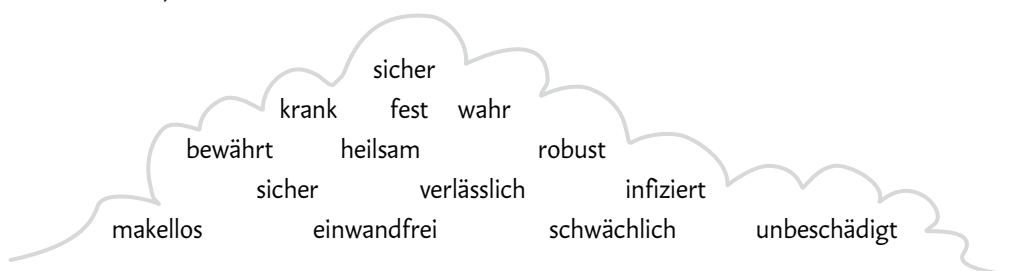 sicher
krank fest wahr
bewährt heilsam robust
sicher verlässlich infiziert
makellos einwandfrei schwächlich unbeschädigt